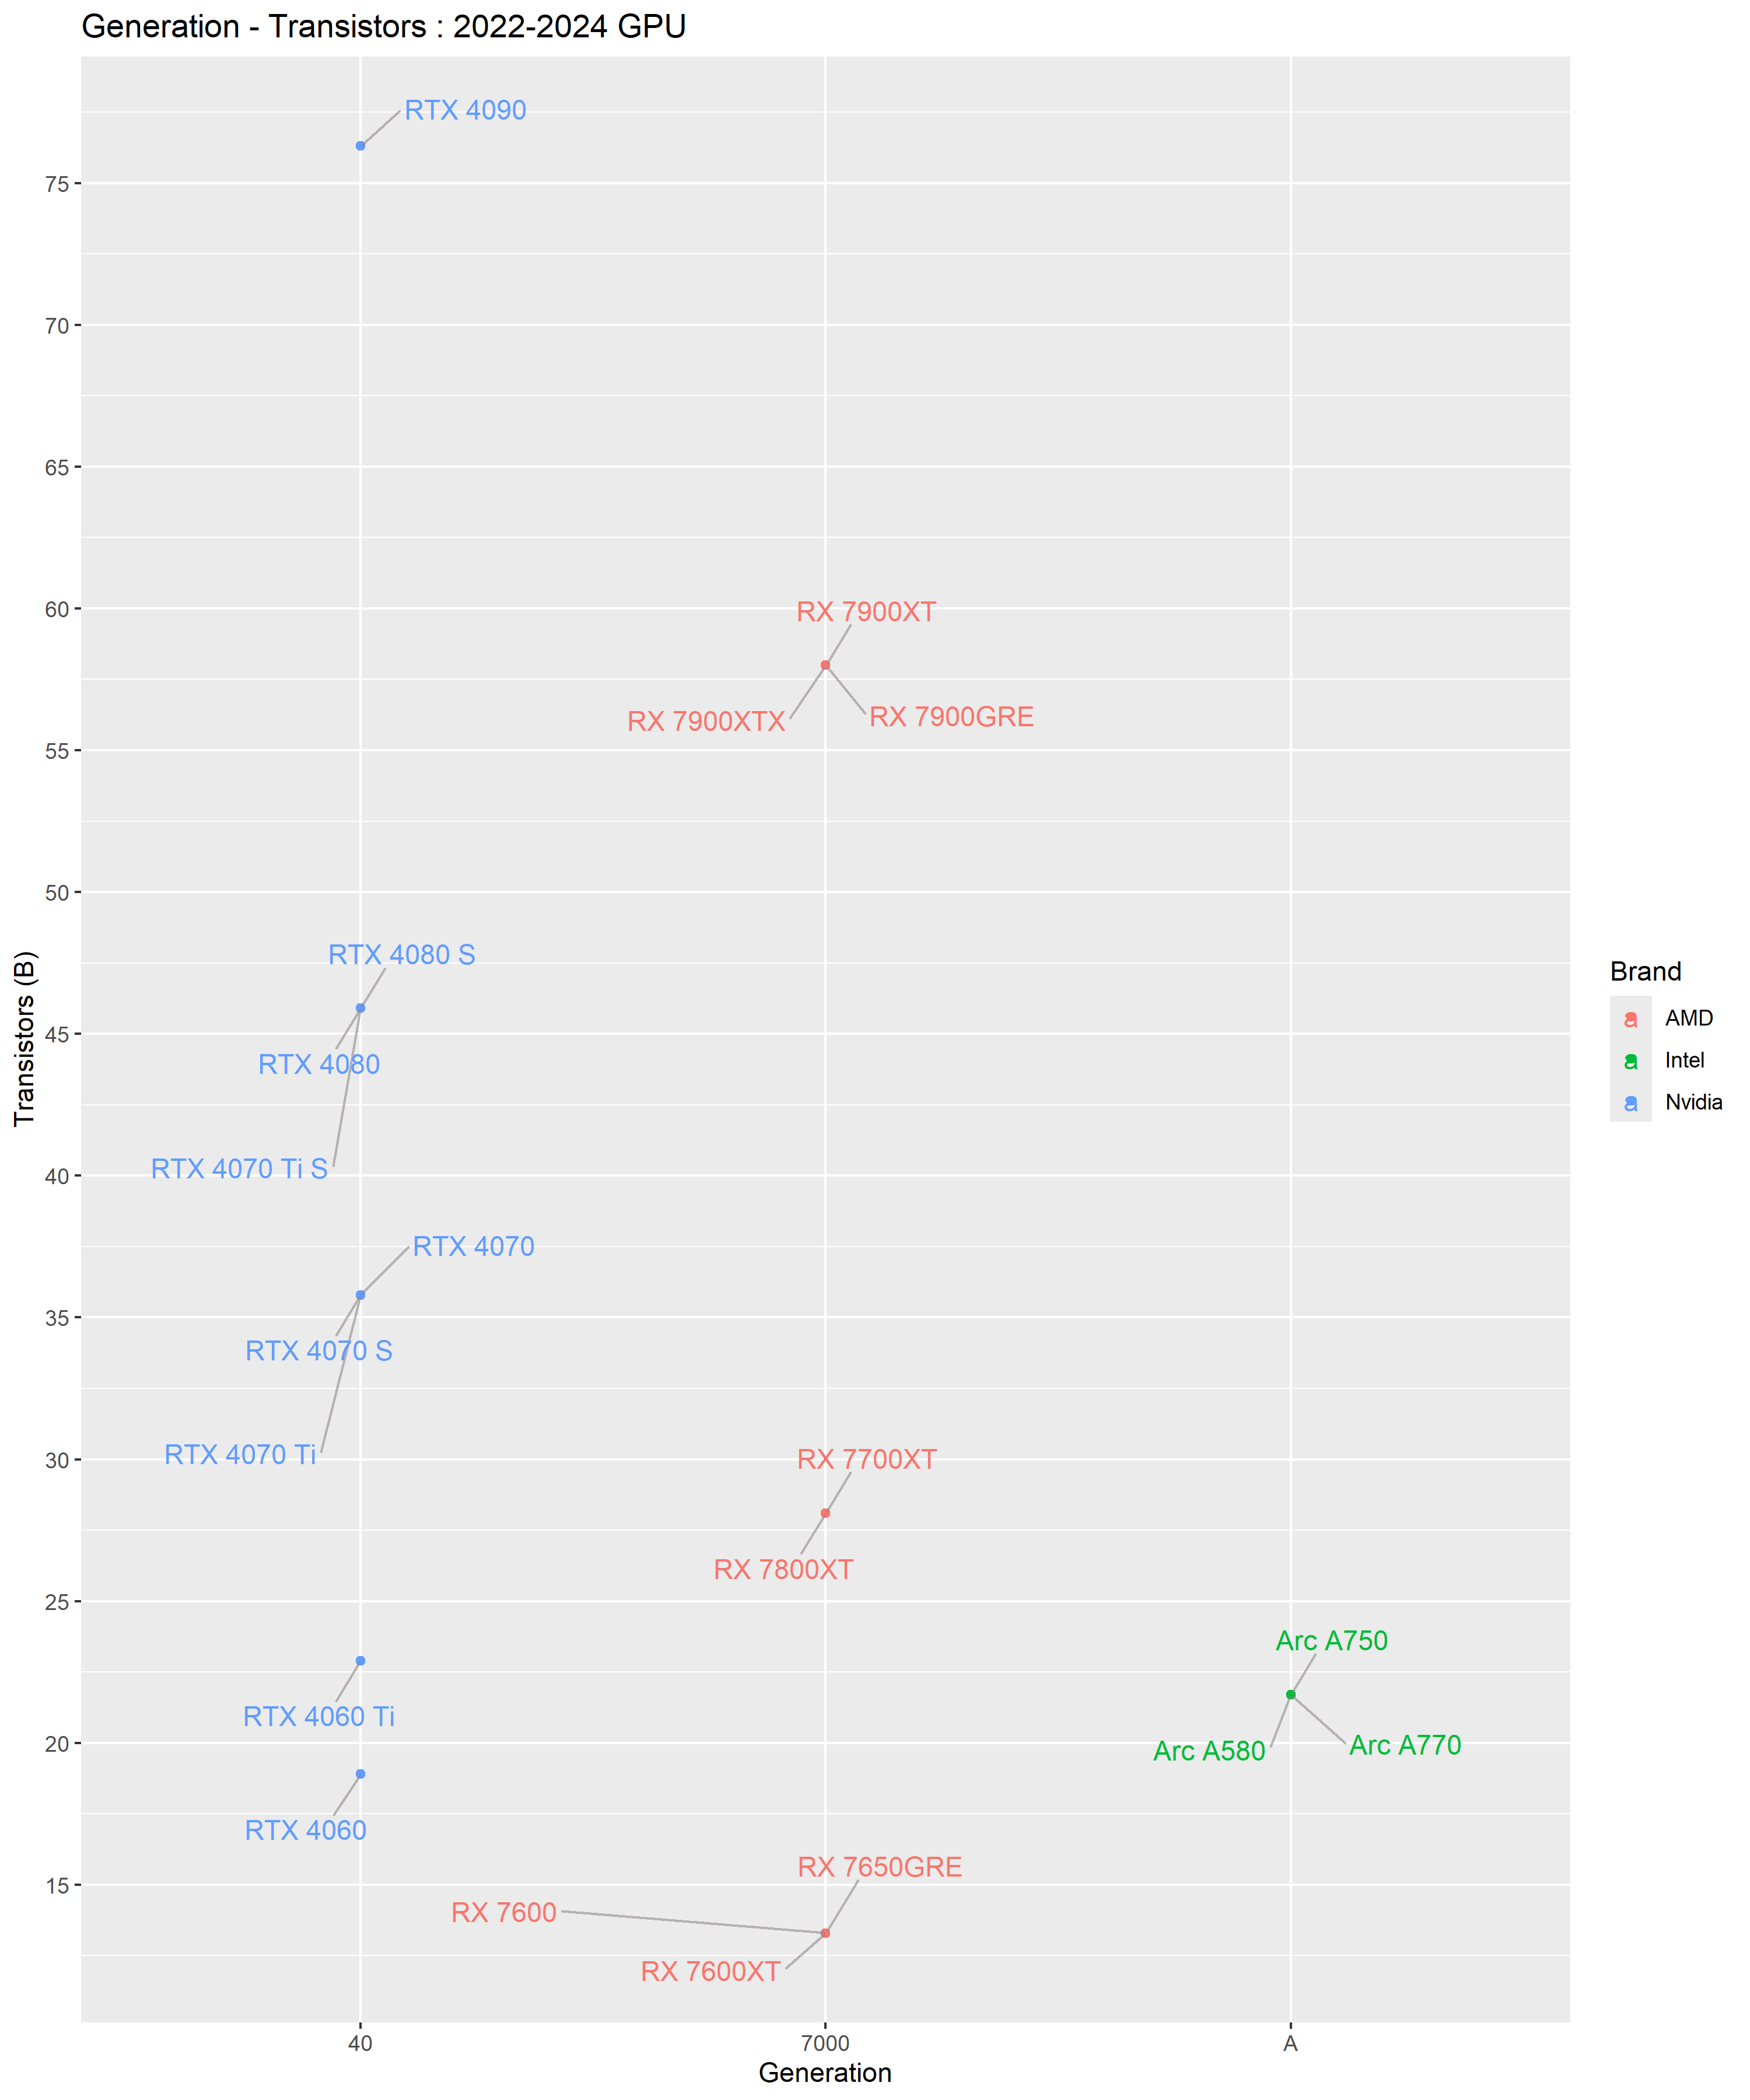 Generation - Transistors : 2022-2024 GPU
RTX 4090
75
70
65
60
RX 7900XT
RX 7900XTX
RX 7900GRE
55
50
RTX 4080 S
45
RTX 4080
RTX 4070 Ti S
40
RTX 4070
35
RTX 4070 S
RTX 4070 Ti
30
RX 7700XT
RX 7800XT
25
Arc A750
RTX 4060 Ti
20
Arc A580
Arc A770
RTX 4060
RX 7650GRE
15
RX 7600
RX 7600XT
40
7000
A
Generation
Transistors (B)
Brand
a AMD
a Intel
a Nvidia